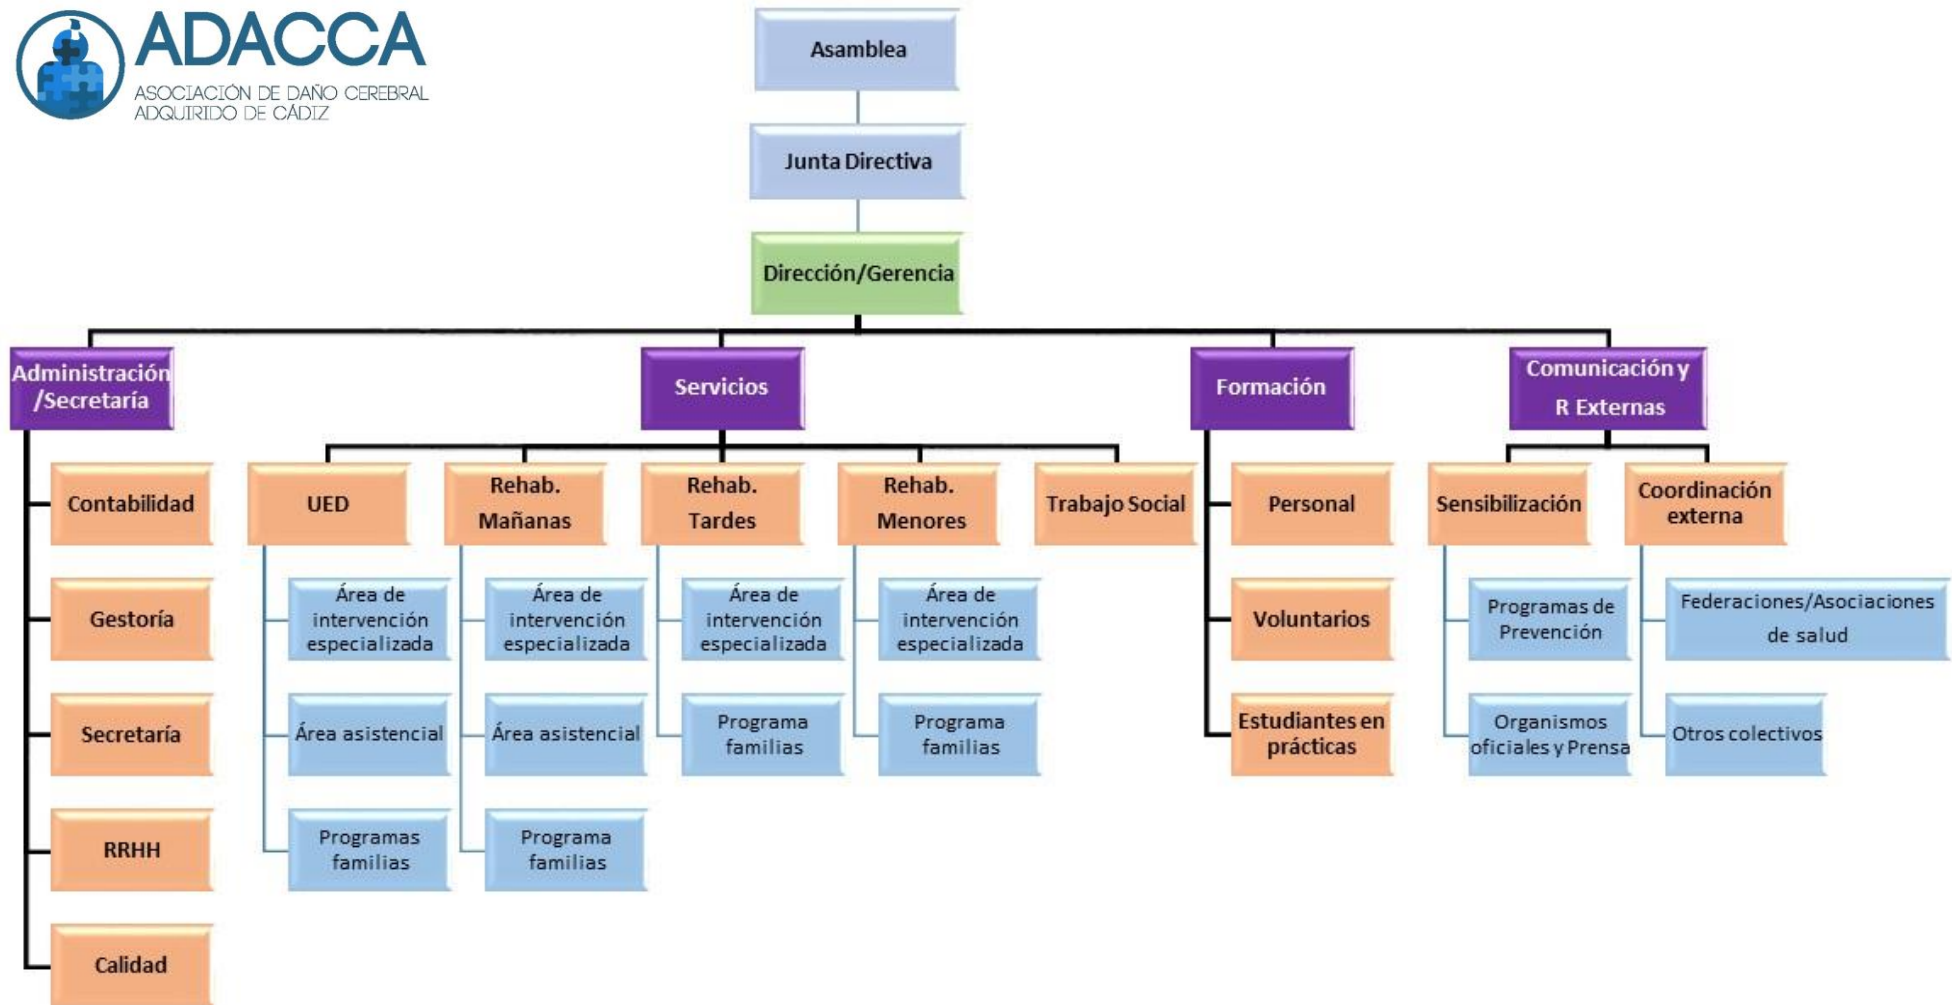 ADACCA
ASOCIACIÓN DE DAÑO CEREBRAL
ADQUIRIDO DE CÁDIZ
Asamblea
Junta Directiva
Dirección/Gerencia
Administración
/Secretaría
Servicios
Formación
Comunicación y
R Externas
Contabilidad
Gestoría
Secretaría
RRHH
Calidad
UED
Área de
intervención
especializada
Área asistencial
Programas
familias
Rehab.
Mañanas
Área de
intervención
especializada
Área asistencial
Programa
familias
Rehab.
Tardes
Área de
intervención
especializada
Programa
familias
Rehab.
Menores
Área de
intervención
especializada
Programa
familias
Trabajo Social
Personal
Voluntarios
Estudiantes en
prácticas
Sensibilización
Programas de
Prevención
Organismos
oficiales y Prensa
Coordinación
externa
Federaciones/Asociaciones
de salud
Otros colectivos